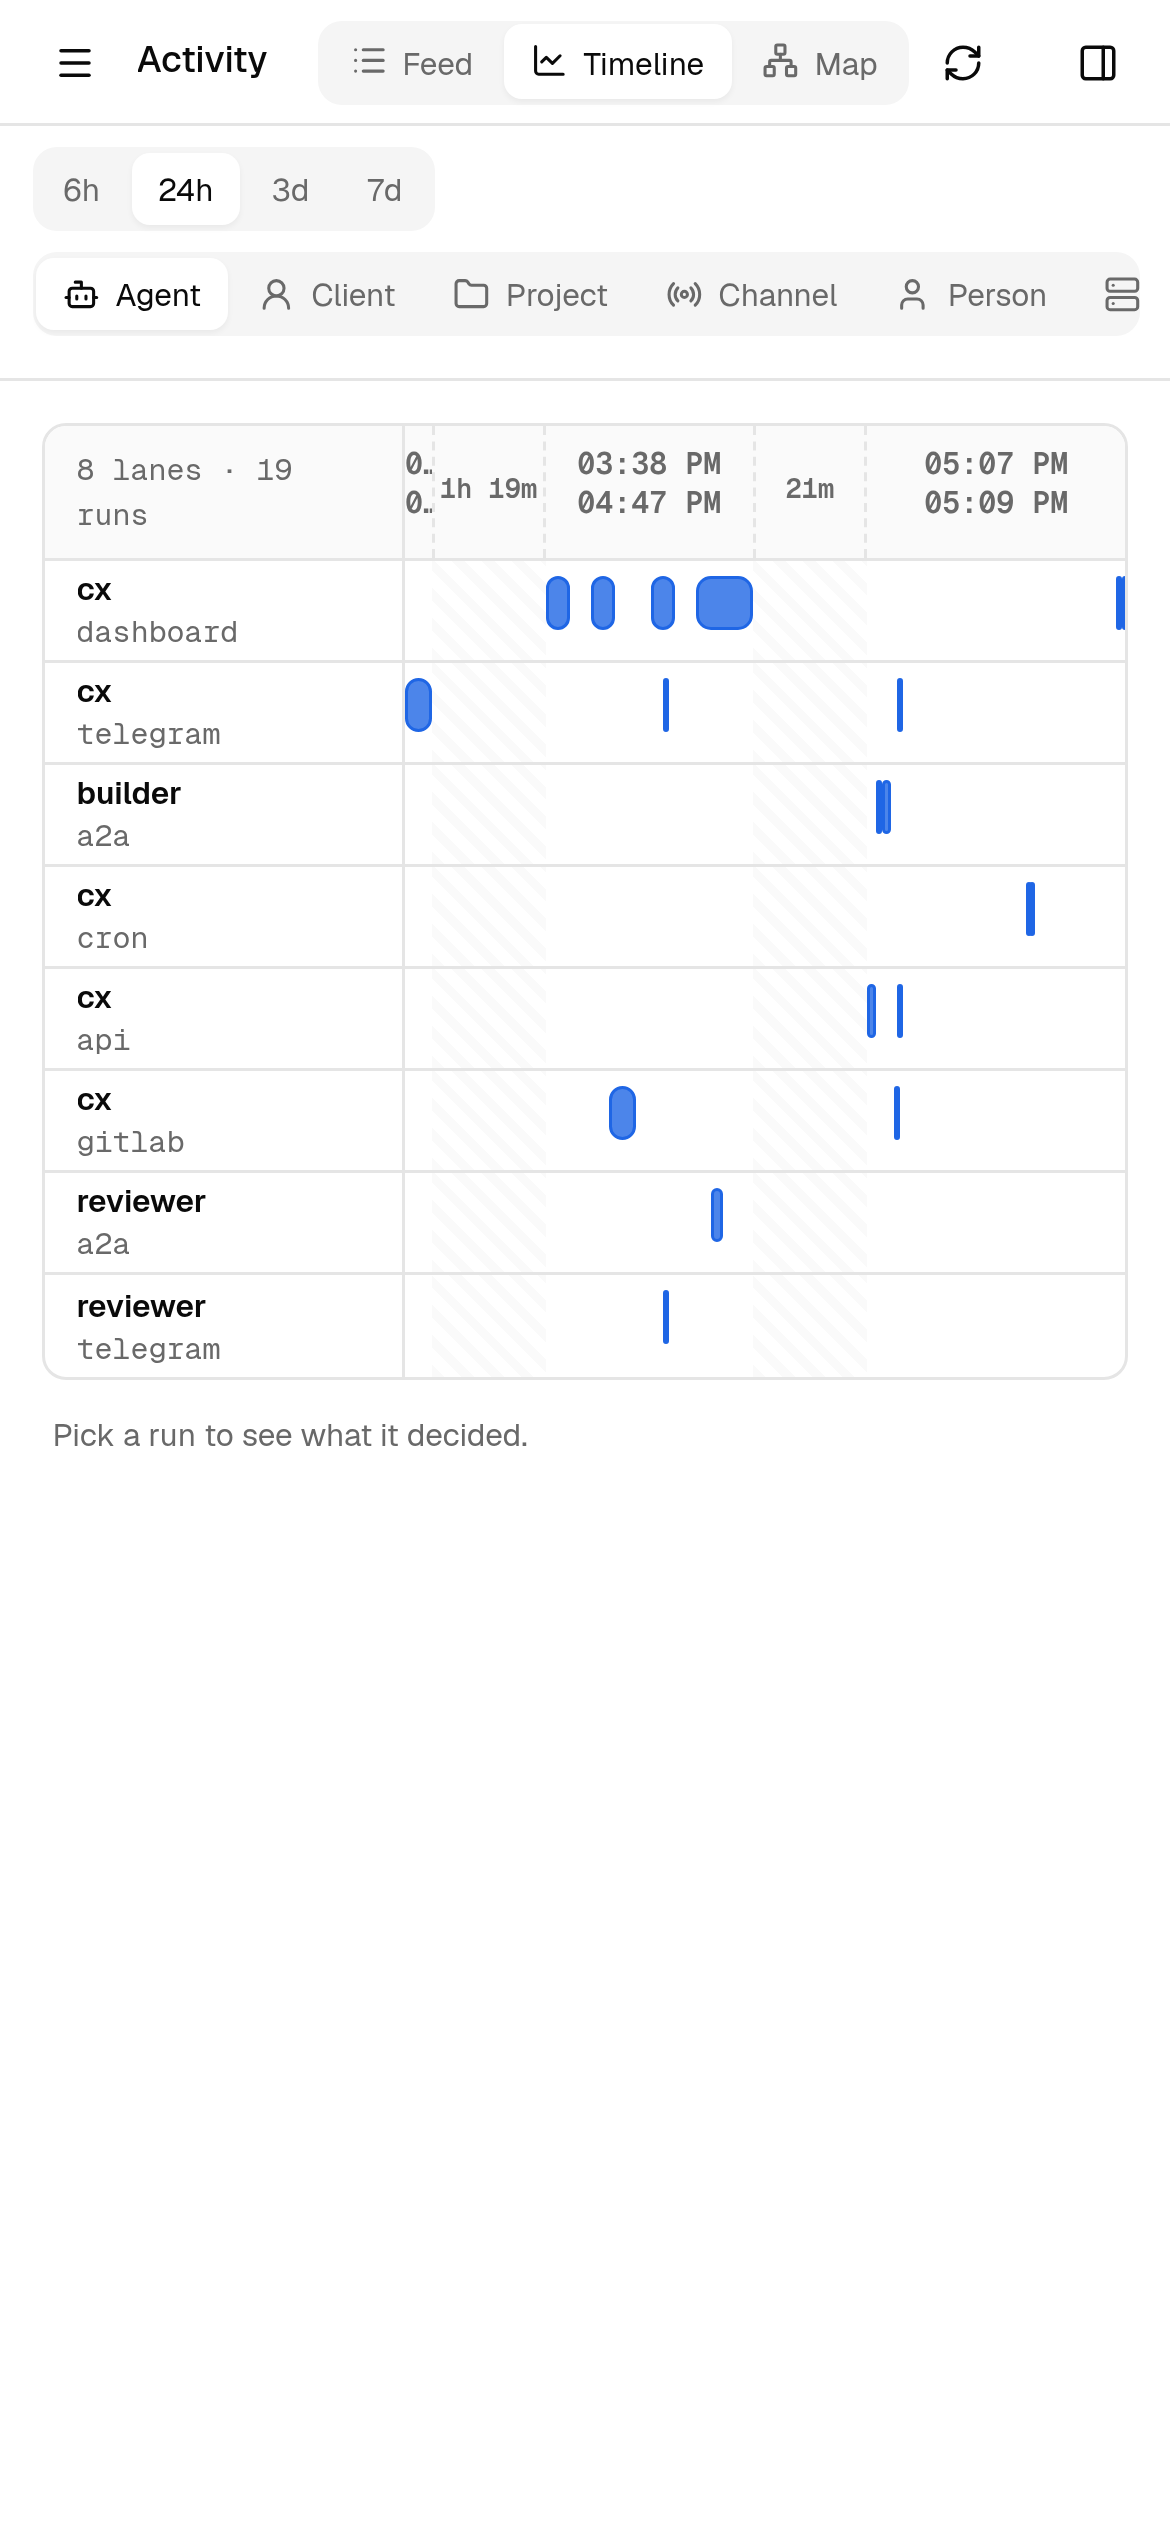 Activity
Feed
Timeline
Map
6h
24h
3d
7d
Agent
Client
Project
Channel
Person
8 lanes · 19
runs
0…
0…
1h 19m
03:38 PM
04:47 PM
21m
05:07 PM
05:09 PM
cx
dashboard
cx
telegram
builder
a2a
cx
cron
cx
api
cx
gitlab
reviewer
a2a
reviewer
telegram
Pick a run to see what it decided.